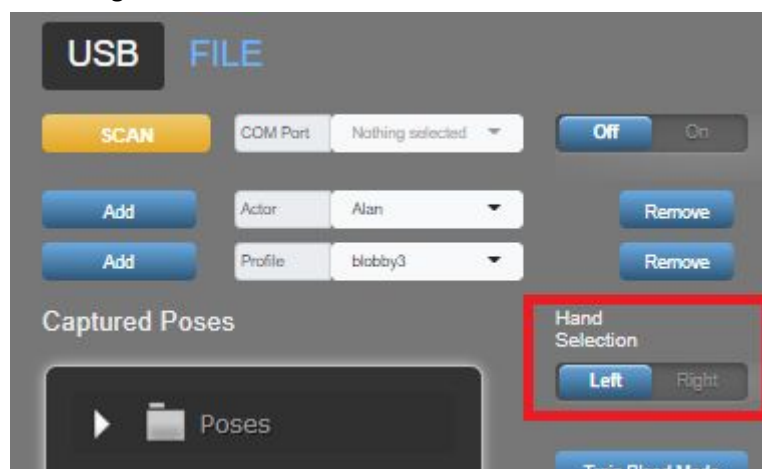 USB FILE
SCAN COM Port Nothing selected Off On
Add Actor Alan Remove
Add Profile blobby3 Remove
Captured Poses
Hand
Selection
Left Right
Poses